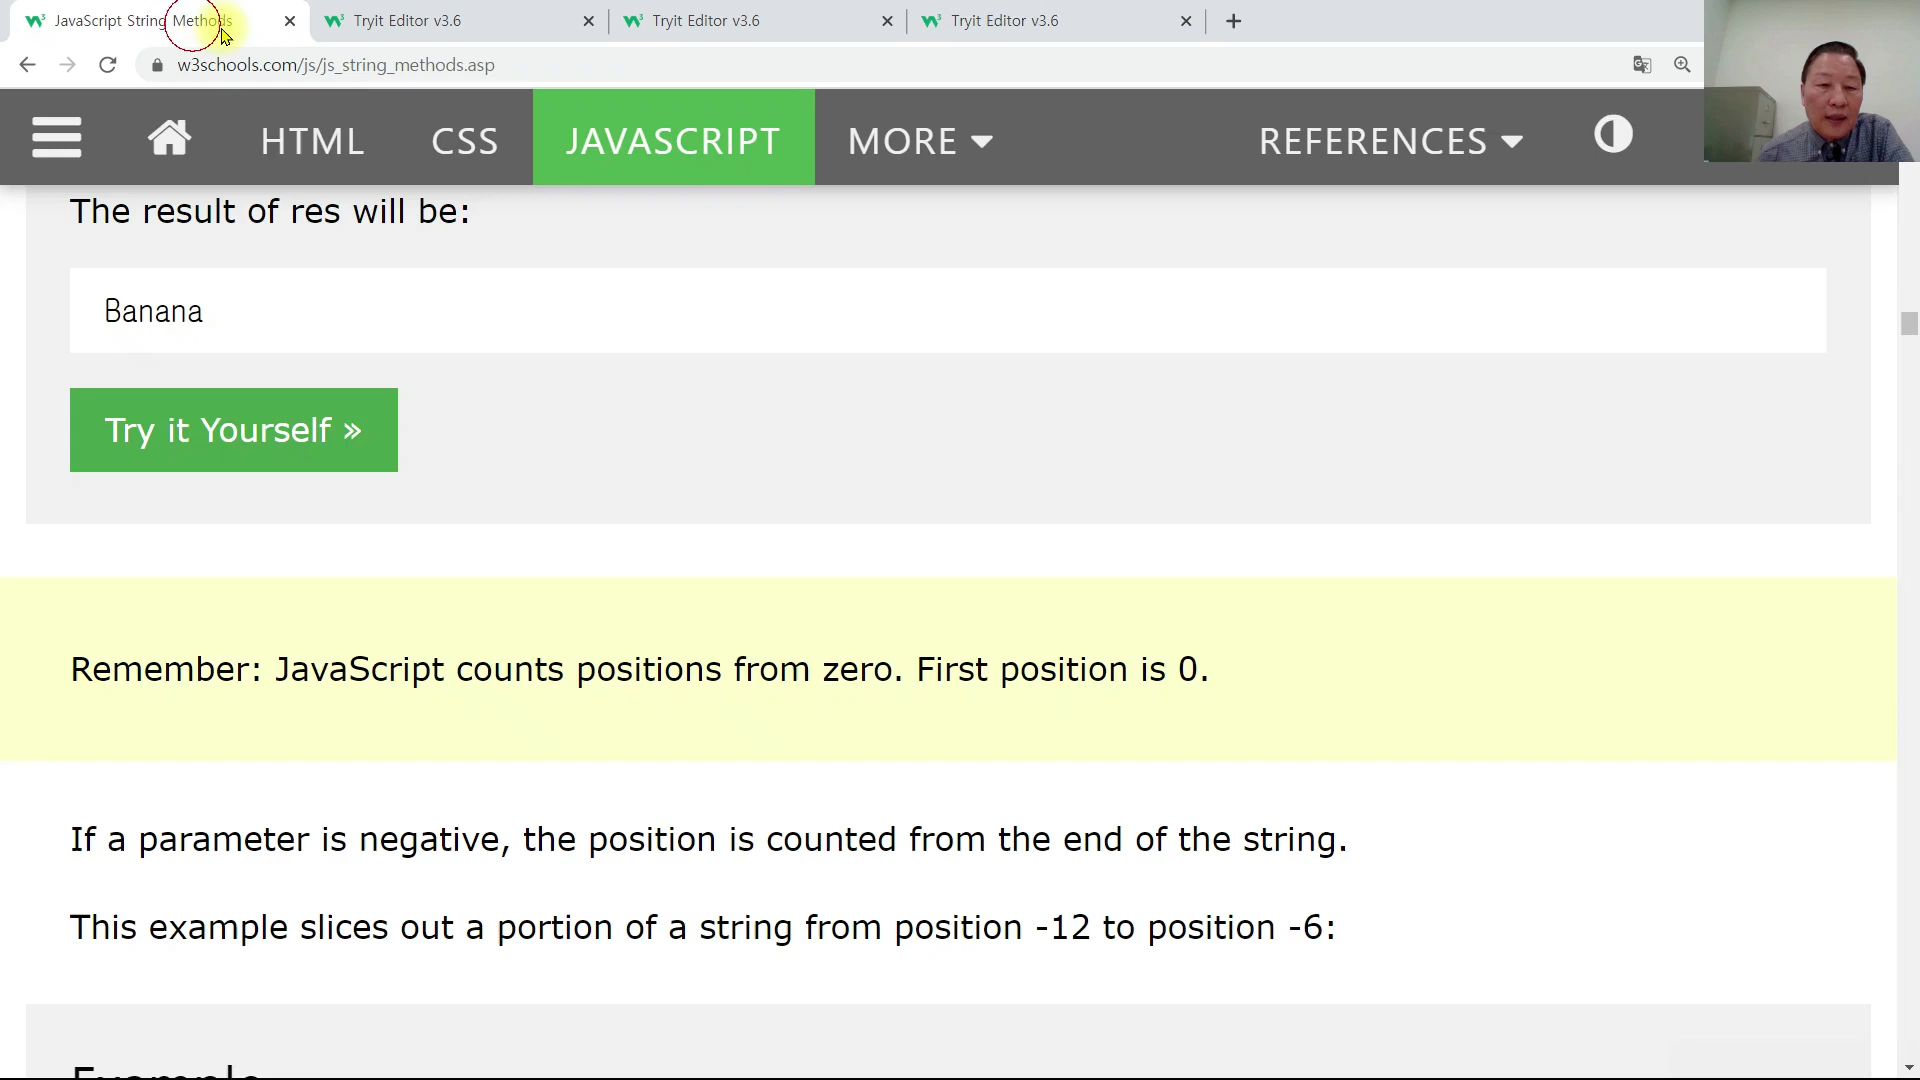 JavaScript String Methods
Tryit Editor v3.6
Tryit Editor v3.6
Tryit Editor v3.6
w3schools.com/js/js_string_methods.asp
HTML
CSS
JAVASCRIPT
MORE
REFERENCES
The result of res will be:
Banana
Try it Yourself »
Remember: JavaScript counts positions from zero. First position is 0.
If a parameter is negative, the position is counted from the end of the string.
This example slices out a portion of a string from position -12 to position -6:
Example